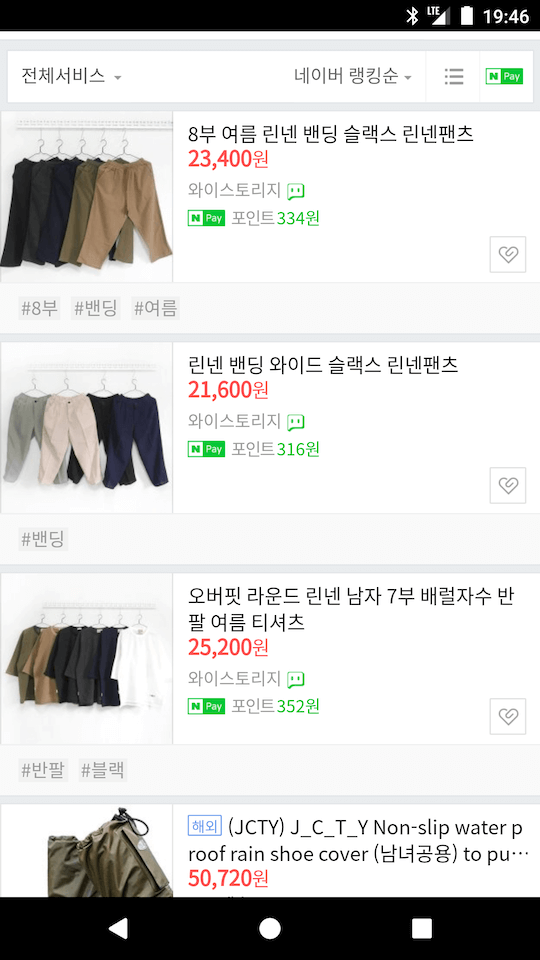 LTE 19:46
전체서비스 네이버 랭킹순 N Pay
8부 여름 린넨 밴딩 슬랙스 린넨팬츠
23,400원
와이스토리지
N Pay 포인트 334원
#8부 #밴딩 #여름
린넨 밴딩 와이드 슬랙스 린넨팬츠
21,600원
와이스토리지
N Pay 포인트 316원
#밴딩
오버핏 라운드 린넨 남자 7부 배럴자수 반
팔 여름 티셔츠
25,200원
와이스토리지
N Pay 포인트 352원
#반팔 #블랙
해외 (JCTY) J_C_T_Y Non-slip water p
roof rain shoe cover (남녀공용) to pu…
50,720원